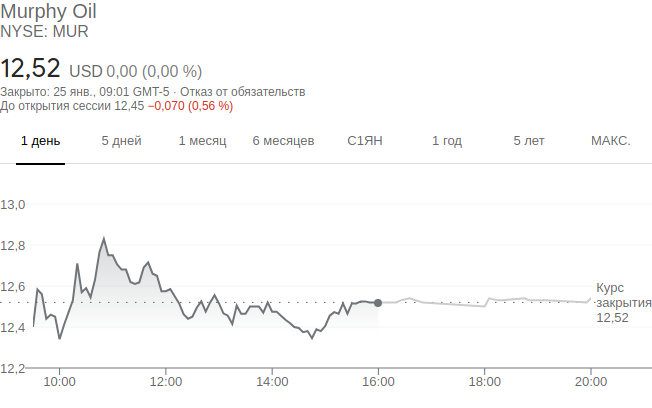 Murphy Oil
NYSE: MUR
12,52 USD 0,00 (0,00 %)
Закрыто: 25 янв., 09:01 GMT-5 · Отказ от обязательств
До открытия сессии 12,45 −0,070 (0,56 %)
1 день 5 дней 1 месяц 6 месяцев С1ЯН 1 год 5 лет МАКС.
13,0
12,8
12,6
Курс
закрытия
12,52
12,4
12,2
10:00 12:00 14:00 16:00 18:00 20:00